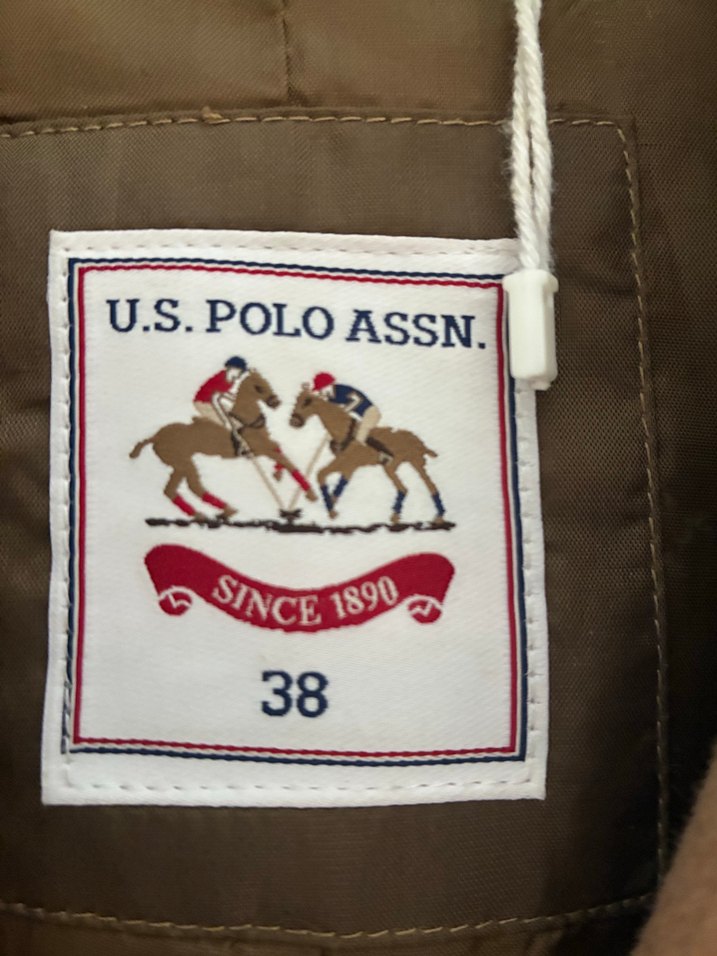 U.S. POLO ASSN.
SINCE 1890
38